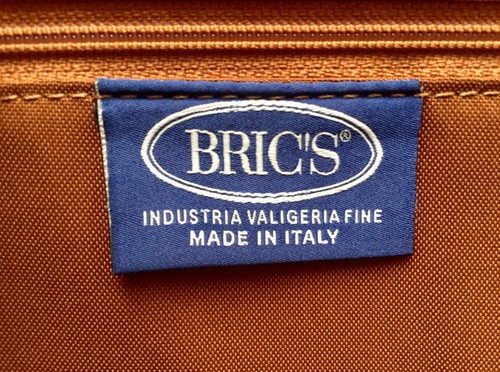 BRIC'S®
INDUSTRIA VALIGERIA FINE
MADE IN ITALY